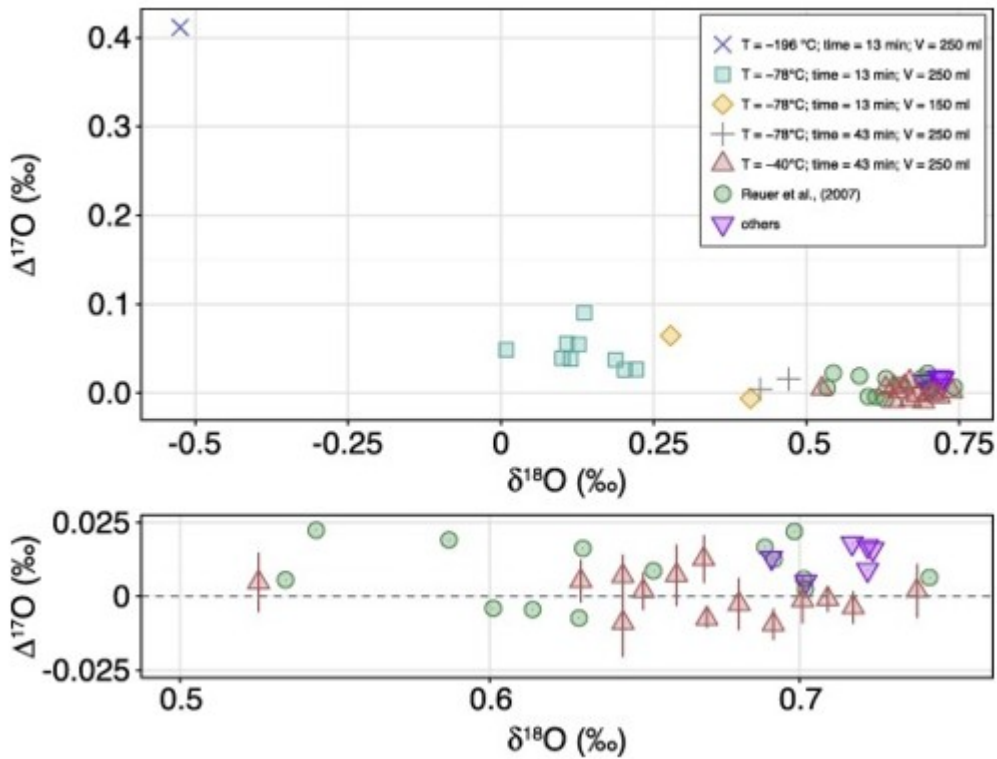 0.4
0.3
0.2
0.1
0.0
Δ¹⁷O (‰)
T = −196 °C; time = 13 min; V = 250 ml
T = −78°C; time = 13 min; V = 250 ml
T = −78°C; time = 13 min; V = 150 ml
T = −78°C; time = 43 min; V = 250 ml
T = −40°C; time = 43 min; V = 250 ml
Reuer et al., (2007)
others
-0.5 -0.25 0 0.25 0.5 0.75
δ¹⁸O (‰)
0.025
0
-0.025
Δ¹⁷O (‰)
0.5 0.6 0.7
δ¹⁸O (‰)